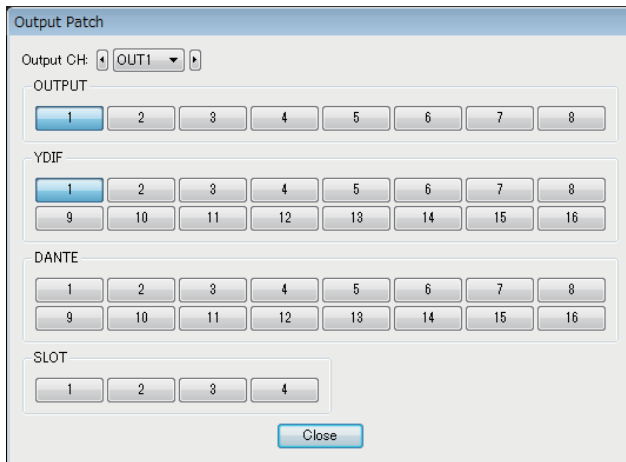 Output Patch
Output CH: OUT1
OUTPUT
1 2 3 4 5 6 7 8
YDIF
1 2 3 4 5 6 7 8
9 10 11 12 13 14 15 16
DANTE
1 2 3 4 5 6 7 8
9 10 11 12 13 14 15 16
SLOT
1 2 3 4
Close